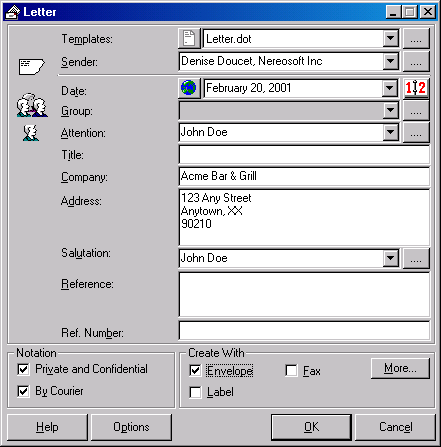 Letter
Templates: Letter.dot ....
Sender: Denise Doucet, Nereosoft Inc ....
Date: February 20, 2001 12
Group: ....
Attention: John Doe ....
Title:
Company: Acme Bar & Grill
Address: 123 Any Street
Anytown, XX
90210
Salutation: John Doe ....
Reference:
Ref. Number:
Notation Create With
Private and Confidential Envelope Fax More...
By Courier Label
Help Options OK Cancel